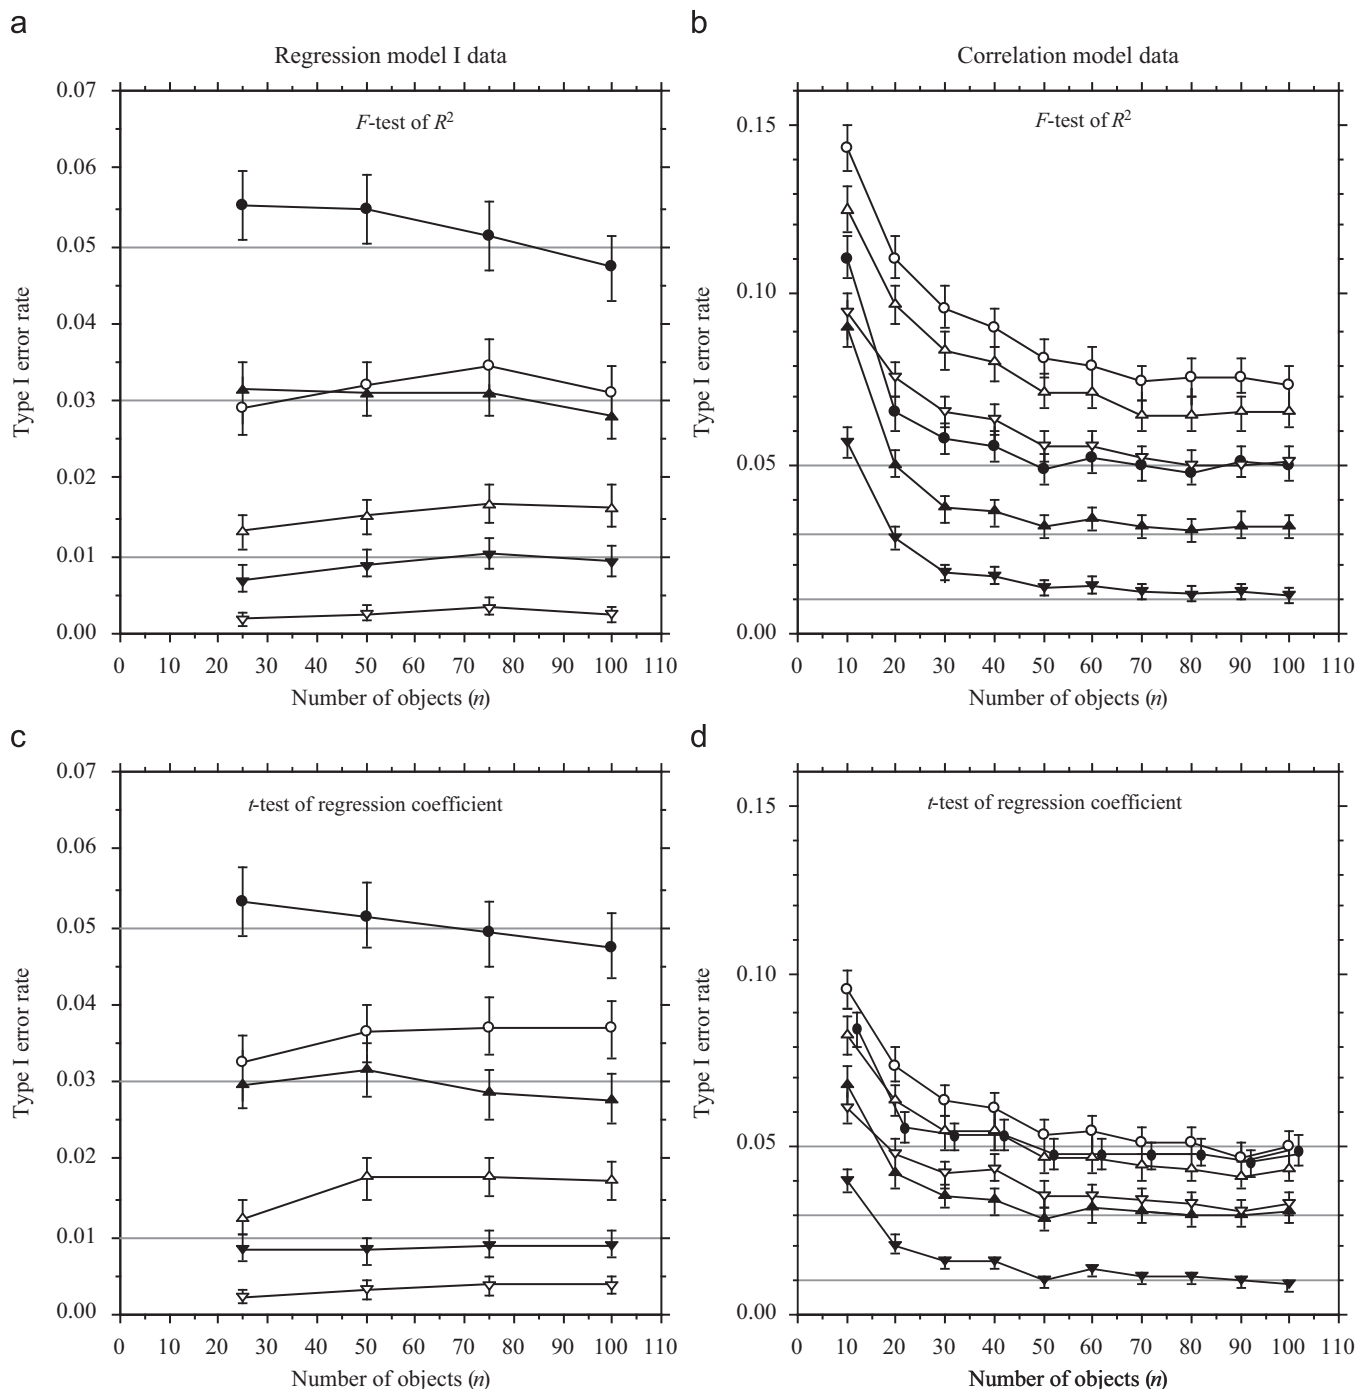 a
Regression model I data
F-test of R2
0.07
0.06
0.05
0.04
0.03
0.02
0.01
0.00
Type I error rate
0 10 20 30 40 50 60 70 80 90 100 110
Number of objects (n)
b
Correlation model data
F-test of R2
0.15
0.10
0.05
0.00
Type I error rate
0 10 20 30 40 50 60 70 80 90 100 110
Number of objects (n)
c
t-test of regression coefficient
0.07
0.06
0.05
0.04
0.03
0.02
0.01
0.00
Type I error rate
0 10 20 30 40 50 60 70 80 90 100 110
Number of objects (n)
d
t-test of regression coefficient
0.15
0.10
0.05
0.00
Type I error rate
0 10 20 30 40 50 60 70 80 90 100 110
Number of objects (n)